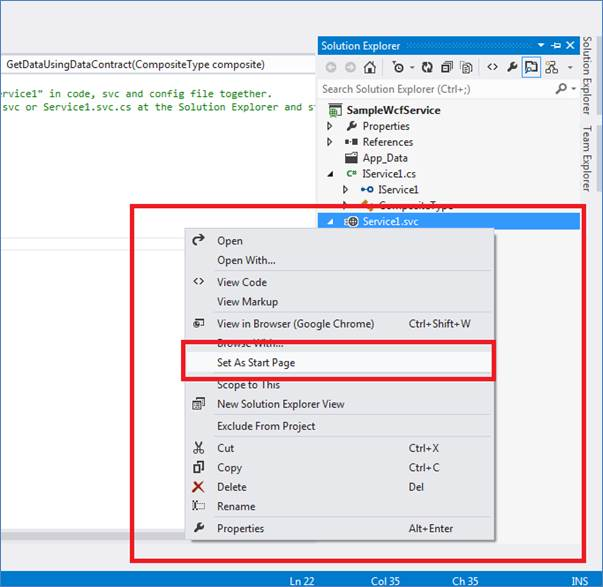 GetDataUsingDataContract(CompositeType composite)
ervice1" in code, svc and config file together.
svc or Service1.svc.cs at the Solution Explorer and st
Solution Explorer
Search Solution Explorer (Ctrl+;)
SampleWcfService
Properties
References
App_Data
IService1.cs
IService1
CompositeType
Service1.svc
Solution Explorer
Team Explorer
Open
Open With...
View Code
View Markup
View in Browser (Google Chrome) Ctrl+Shift+W
Browse With...
Set As Start Page
Scope to This
New Solution Explorer View
Exclude From Project
Cut Ctrl+X
Copy Ctrl+C
Delete Del
Rename
Properties Alt+Enter
Ln 22 Col 35 Ch 35 INS